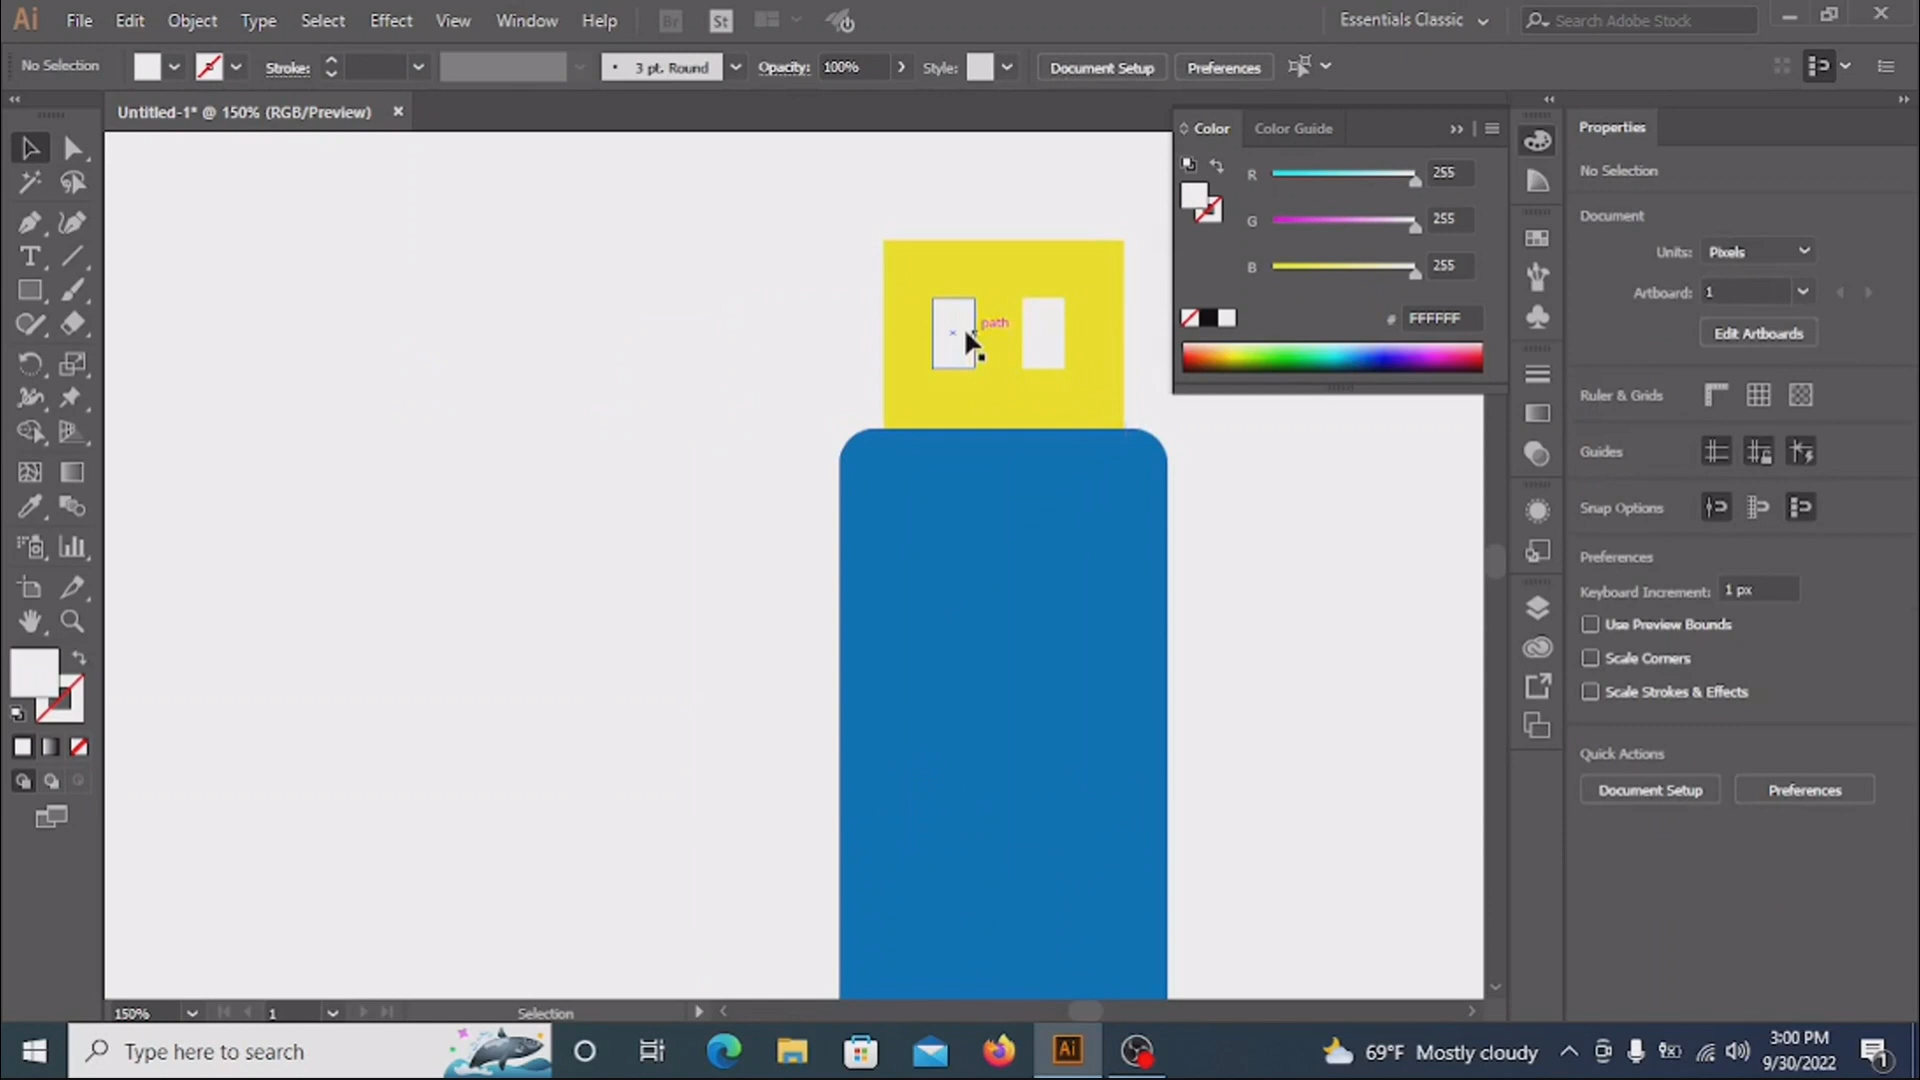 Ai File Edit Object Type Select Effect View Window Help Br St Essentials Classic Search Adobe Stock
No Selection Stroke: 3 pt. Round Opacity: 100% Style: Document Setup Preferences
Untitled-1* @ 150% (RGB/Preview)
Color Color Guide
R 255
G 255
B 255
# FFFFFF
path
Properties
No Selection
Document
Units: Pixels
Artboard: 1
Edit Artboards
Ruler & Grids
Guides
Snap Options
Preferences
Keyboard Increment: 1 px
Use Preview Bounds
Scale Corners
Scale Strokes & Effects
Quick Actions
Document Setup Preferences
150% 1 Selection
Type here to search
Ai
69°F Mostly cloudy
3:00 PM
9/30/2022
1